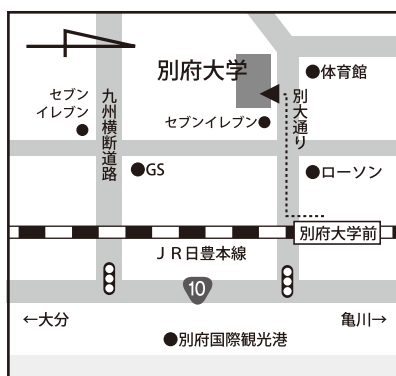 別府大学
体育館
セブン
イレブン
九州横断道路
セブンイレブン
別大通り
GS
ローソン
別府大学前
JR日豊本線
10
←大分
亀川→
別府国際観光港